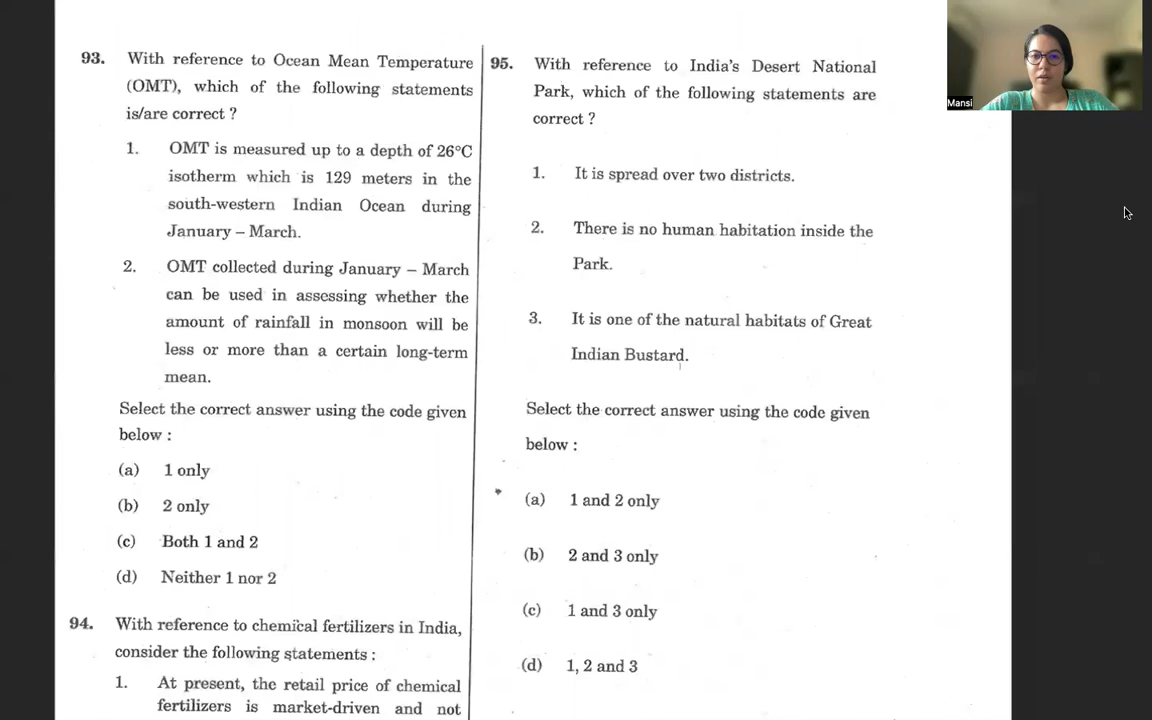 93. With reference to Ocean Mean Temperature
(OMT), which of the following statements
is/are correct ?
1. OMT is measured up to a depth of 26°C
isotherm which is 129 meters in the
south-western Indian Ocean during
January – March.
2. OMT collected during January – March
can be used in assessing whether the
amount of rainfall in monsoon will be
less or more than a certain long-term
mean.
Select the correct answer using the code given
below :
(a) 1 only
(b) 2 only
(c) Both 1 and 2
(d) Neither 1 nor 2
94. With reference to chemical fertilizers in India,
consider the following statements :
1. At present, the retail price of chemical
fertilizers is market-driven and not
95. With reference to India's Desert National
Park, which of the following statements are
correct ?
1. It is spread over two districts.
2. There is no human habitation inside the
Park.
3. It is one of the natural habitats of Great
Indian Bustard.
Select the correct answer using the code given
below :
(a) 1 and 2 only
(b) 2 and 3 only
(c) 1 and 3 only
(d) 1, 2 and 3
Mansi